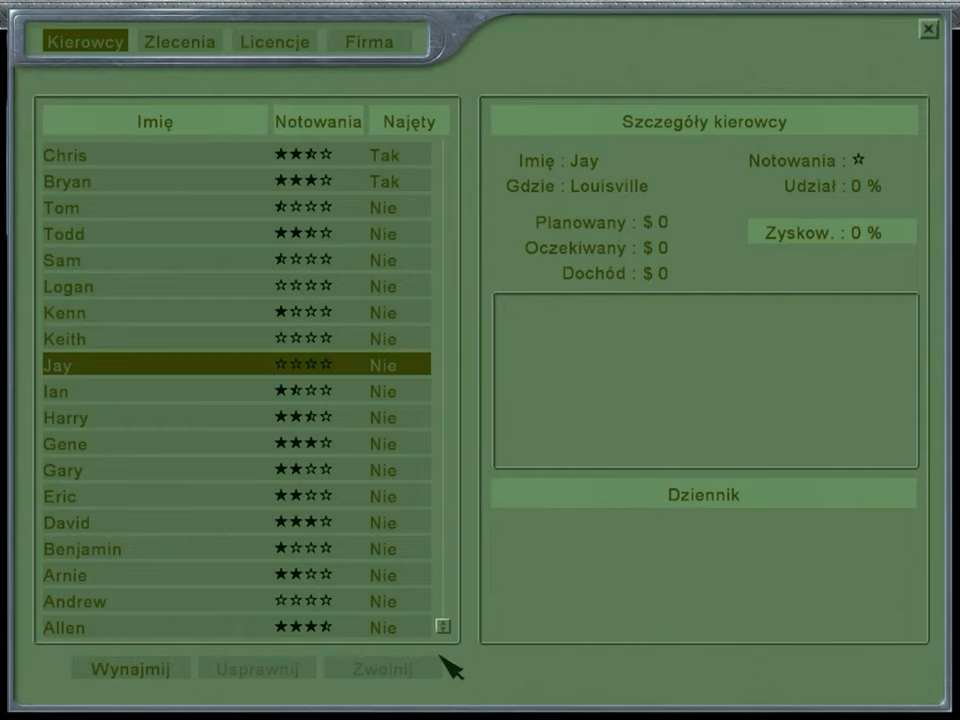 Kierowcy Zlecenia Licencje Firma
Imię Notowania Najęty
Chris ★★⯪☆ Tak
Bryan ★★★☆ Tak
Tom ⯪☆☆☆ Nie
Todd ★★⯪☆ Nie
Sam ⯪☆☆☆ Nie
Logan ☆☆☆☆ Nie
Kenn ★☆☆☆ Nie
Keith ☆☆☆☆ Nie
Jay ☆☆☆☆ Nie
Ian ★⯪☆☆ Nie
Harry ★★⯪☆ Nie
Gene ★★★☆ Nie
Gary ★★☆☆ Nie
Eric ★★☆☆ Nie
David ★★★☆ Nie
Benjamin ★☆☆☆ Nie
Arnie ★★☆☆ Nie
Andrew ☆☆☆☆ Nie
Allen ★★★⯪ Nie
Wynajmij Usprawnij Zwolnij
Szczegóły kierowcy
Imię : Jay Notowania : ☆
Gdzie : Louisville Udział : 0 %
Planowany : $ 0
Zyskow. : 0 %
Oczekiwany : $ 0
Dochód : $ 0
Dziennik